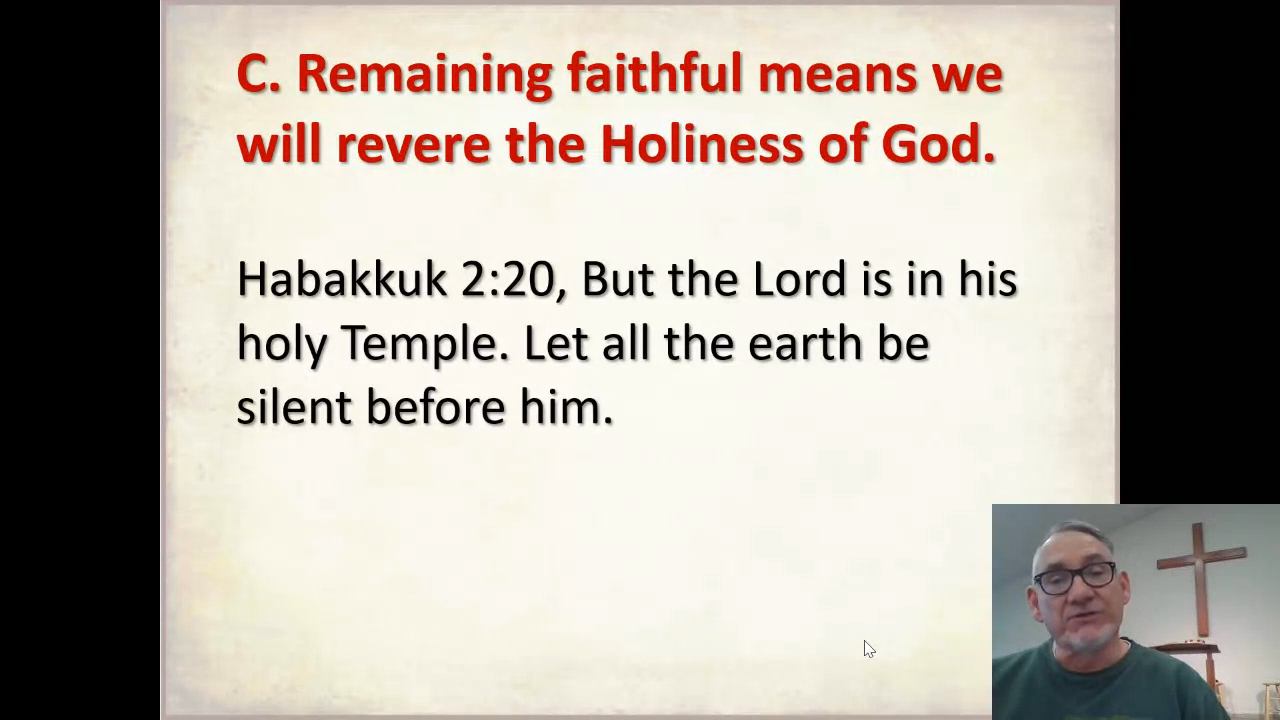 C. Remaining faithful means we
will revere the Holiness of God.
Habakkuk 2:20, But the Lord is in his
holy Temple. Let all the earth be
silent before him.